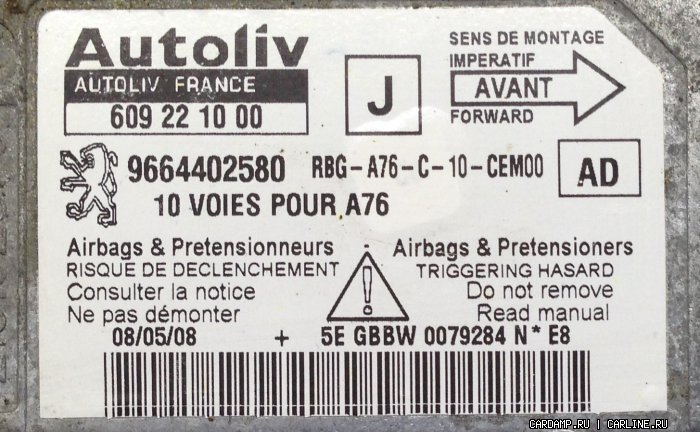 Autoliv
AUTOLIV FRANCE
609 22 10 00
J
SENS DE MONTAGE
IMPERATIF
AVANT
FORWARD
9664402580 RBG-A76-C-10-CEM00
AD
10 VOIES POUR A76
Airbags & Pretensionneurs
RISQUE DE DECLENCHEMENT
Consulter la notice
Ne pas démonter
!
Airbags & Pretensioners
TRIGGERING HASARD
Do not remove
Read manual
08/05/08 + 5E GBBW 0079284 N* E8
CARDAMP.RU | CARLINE.RU